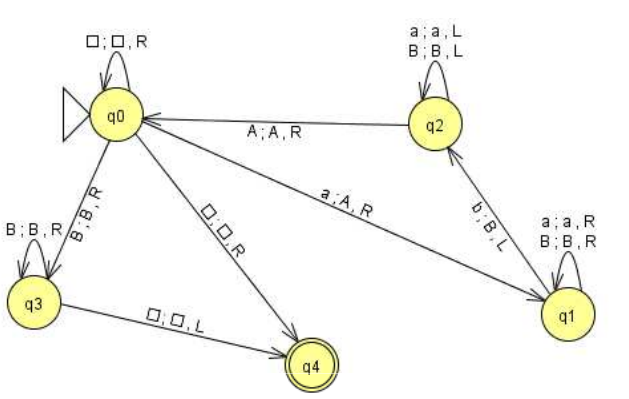 □;□,R
a;a,L
B;B,L
q0
q2
A;A,R
B;B,R
□;□,R
a;A,R
b;B,L
B;B,R
a;a,R
B;B,R
q3
q1
□;□,L
q4